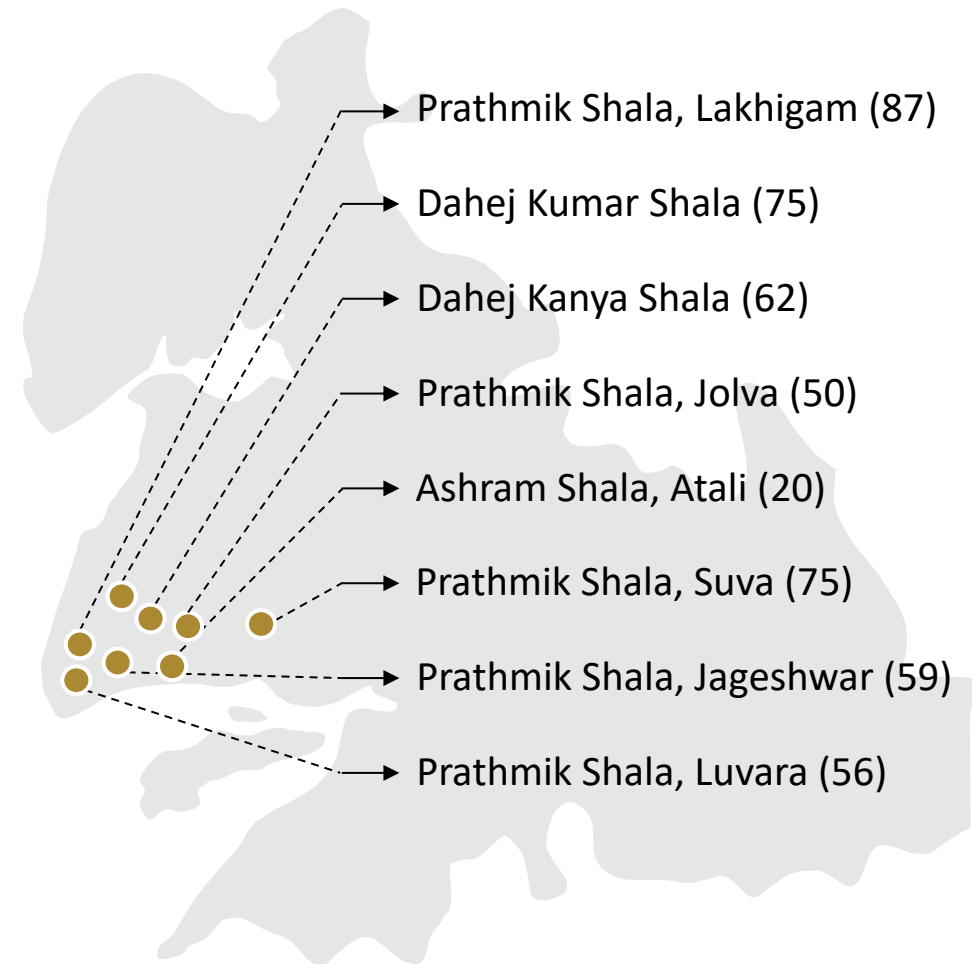 Prathmik Shala, Lakhigam (87)
Dahej Kumar Shala (75)
Dahej Kanya Shala (62)
Prathmik Shala, Jolva (50)
Ashram Shala, Atali (20)
Prathmik Shala, Suva (75)
Prathmik Shala, Jageshwar (59)
Prathmik Shala, Luvara (56)